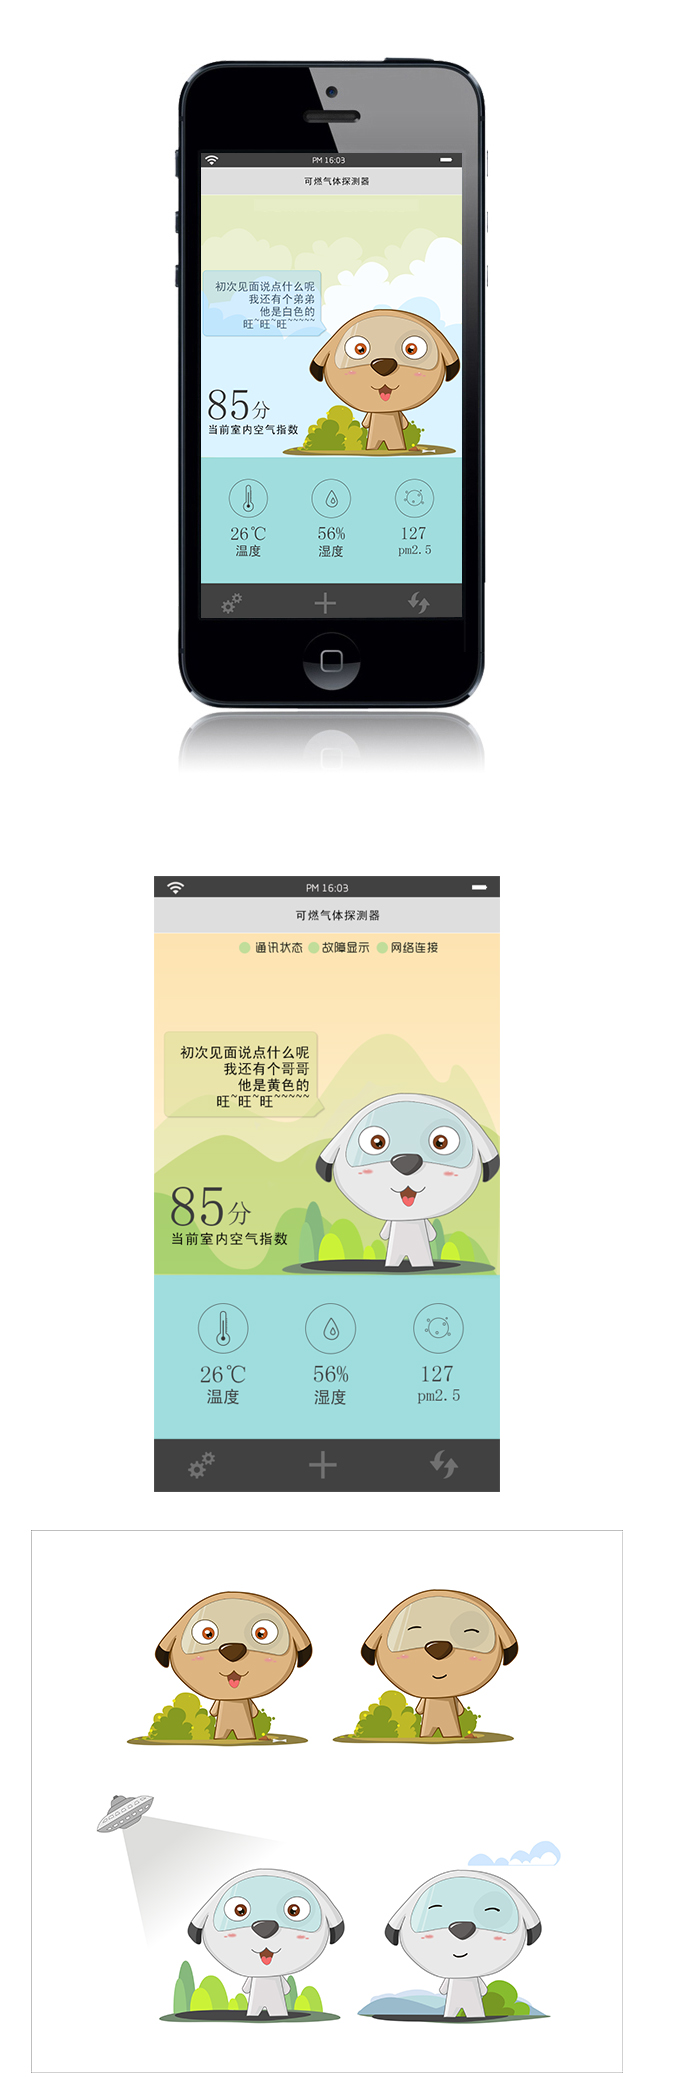 PM 16:03
可燃气体探测器
初次见面说点什么呢
我还有个弟弟
他是白色的
旺~旺~旺~~~~~
85分
当前室内空气指数
26℃ 56% 127
温度 湿度 pm2.5
PM 16:03
可燃气体探测器
通讯状态 故障显示 网络连接
初次见面说点什么呢
我还有个哥哥
他是黄色的
旺~旺~旺~~~~~
85分
当前室内空气指数
26℃ 56% 127
温度 湿度 pm2.5